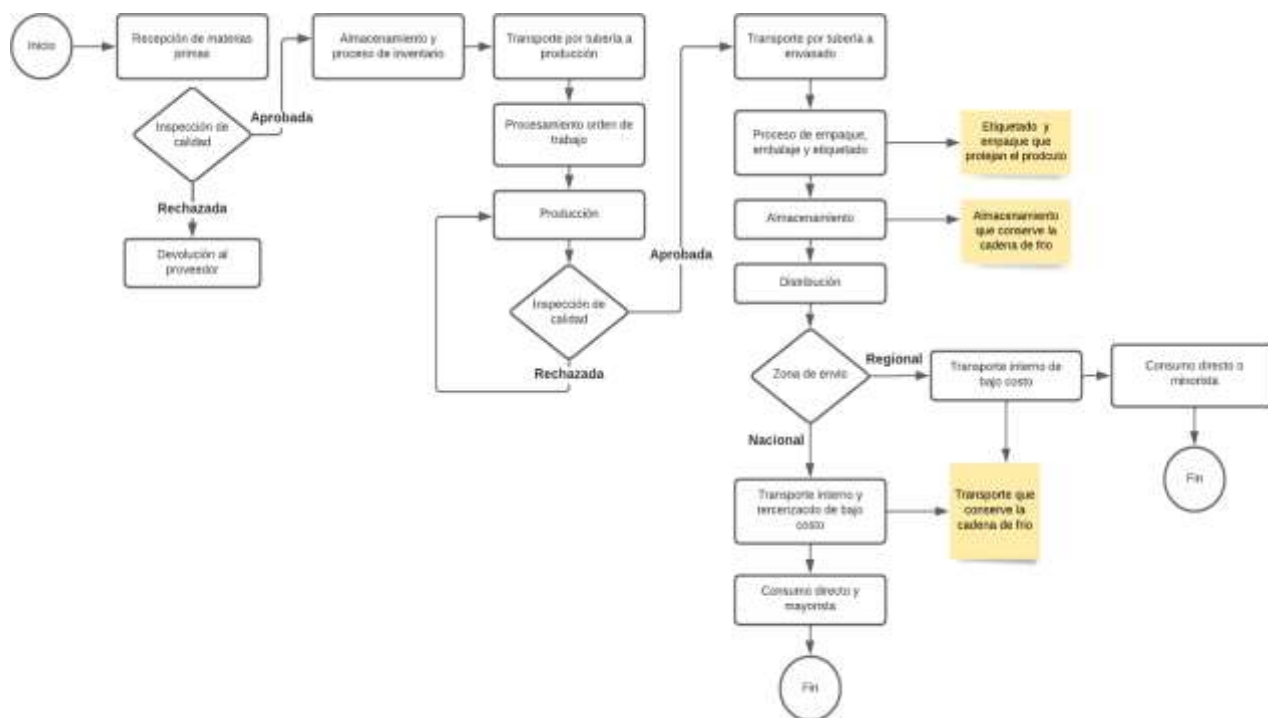 Inicio
Recepción de materias
primas
Inspección de
calidad
Aprobada
Rechazada
Devolución al
proveedor
Almacenamiento y
proceso de inventario
Transporte por tubería a
producción
Procesamiento orden de
trabajo
Producción
Inspección de
calidad
Rechazada
Aprobada
Transporte por tubería a
envasado
Proceso de empaque,
embalaje y etiquetado
Etiquetado y
empaque que
protejan el prodcuto
Almacenamiento
Almacenamiento
que conserve la
cadena de frio
Distribución
Zona de envío
Regional
Transporte interno de
bajo costo
Consumo directo o
minorista
Fin
Nacional
Transporte interno y
tercerizado de bajo
costo
Transporte que
conserve la
cadena de frio
Consumo directo y
mayorista
Fin